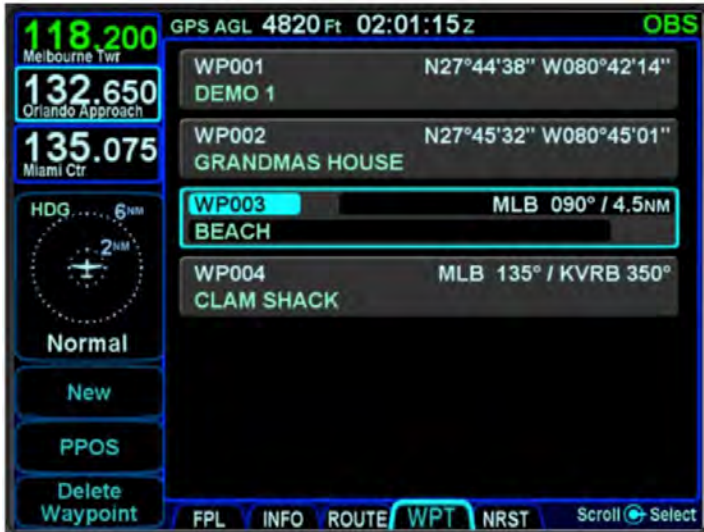 118.200 GPS AGL 4820 Ft 02:01:15 Z OBS
Melbourne Twr
132.650
Orlando Approach
135.075
Miami Ctr
HDG 6NM
2NM
Normal
New
PPOS
Delete
Waypoint
WP001 N27°44'38" W080°42'14"
DEMO 1
WP002 N27°45'32" W080°45'01"
GRANDMAS HOUSE
WP003 MLB 090° / 4.5NM
BEACH
WP004 MLB 135° / KVRB 350°
CLAM SHACK
FPL INFO ROUTE WPT NRST Scroll Select